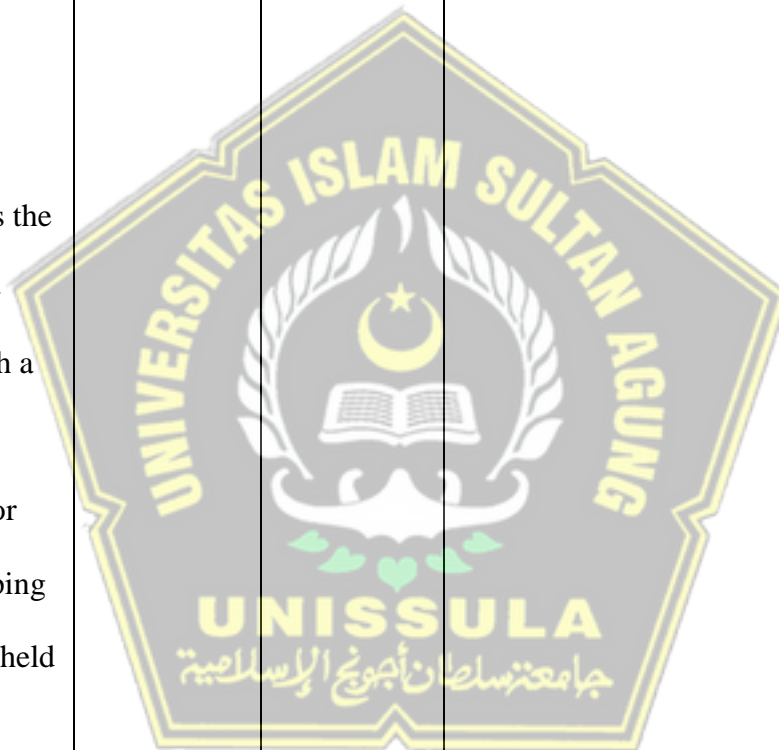 s the
h a
or
ping
held
UNIVERSITAS ISLAM SULTAN AGUNG
UNISSULA
جامعة سلطان أجونج الإسلامية